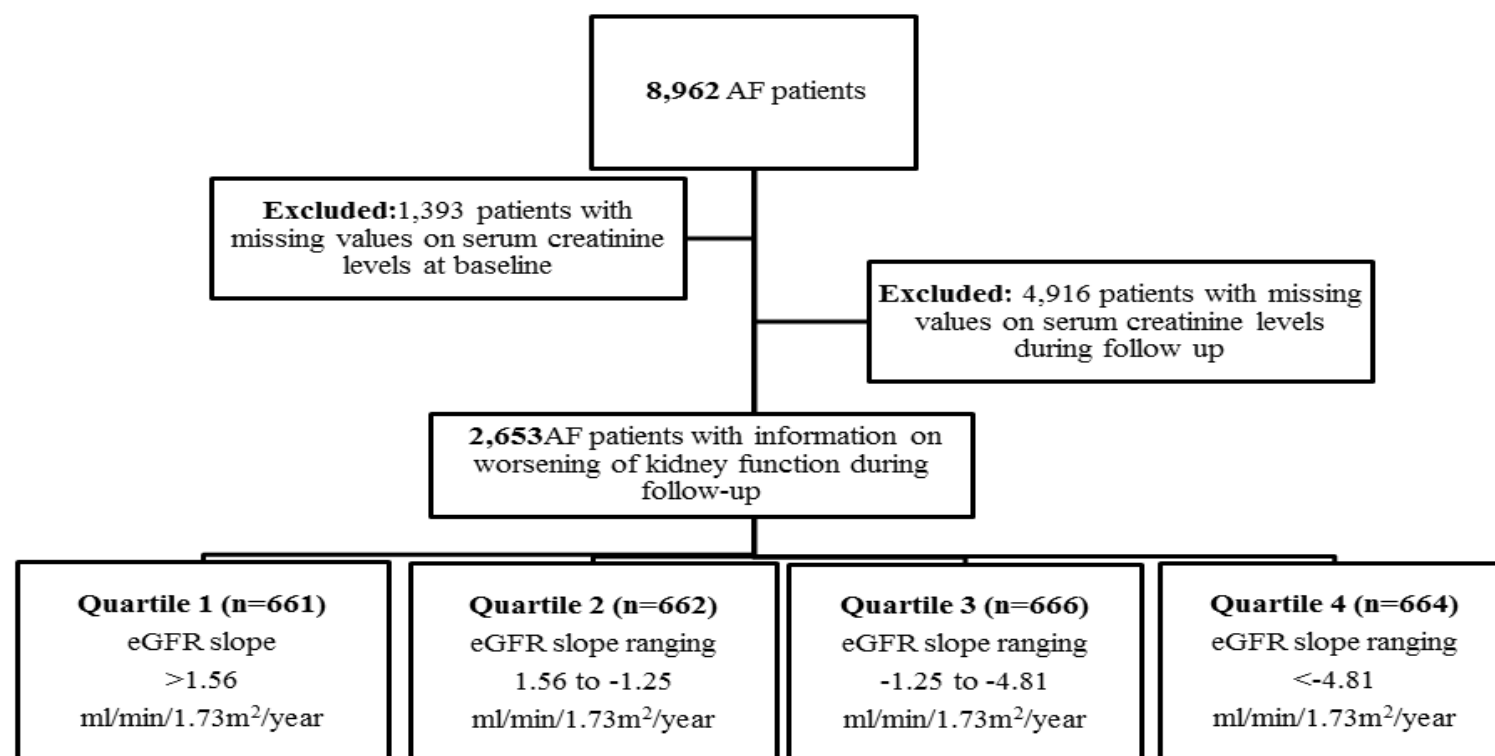 8,962 AF patients
Excluded:1,393 patients with
missing values on serum creatinine
levels at baseline
Excluded: 4,916 patients with missing
values on serum creatinine levels
during follow up
2,653AF patients with information on
worsening of kidney function during
follow-up
Quartile 1 (n=661)
eGFR slope
>1.56
ml/min/1.73m²/year
Quartile 2 (n=662)
eGFR slope ranging
1.56 to -1.25
ml/min/1.73m²/year
Quartile 3 (n=666)
eGFR slope ranging
-1.25 to -4.81
ml/min/1.73m²/year
Quartile 4 (n=664)
eGFR slope ranging
<-4.81
ml/min/1.73m²/year